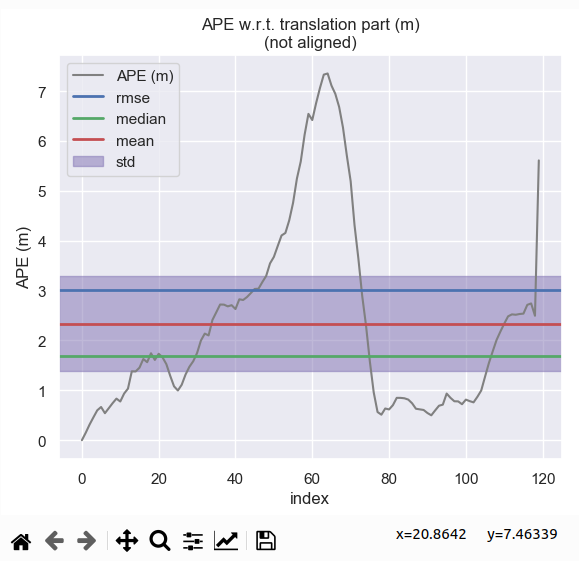 APE w.r.t. translation part (m)
(not aligned)
APE (m)
rmse
median
mean
std
APE (m)
7
6
5
4
3
2
1
0
0 20 40 60 80 100 120
index
x=20.8642 y=7.46339